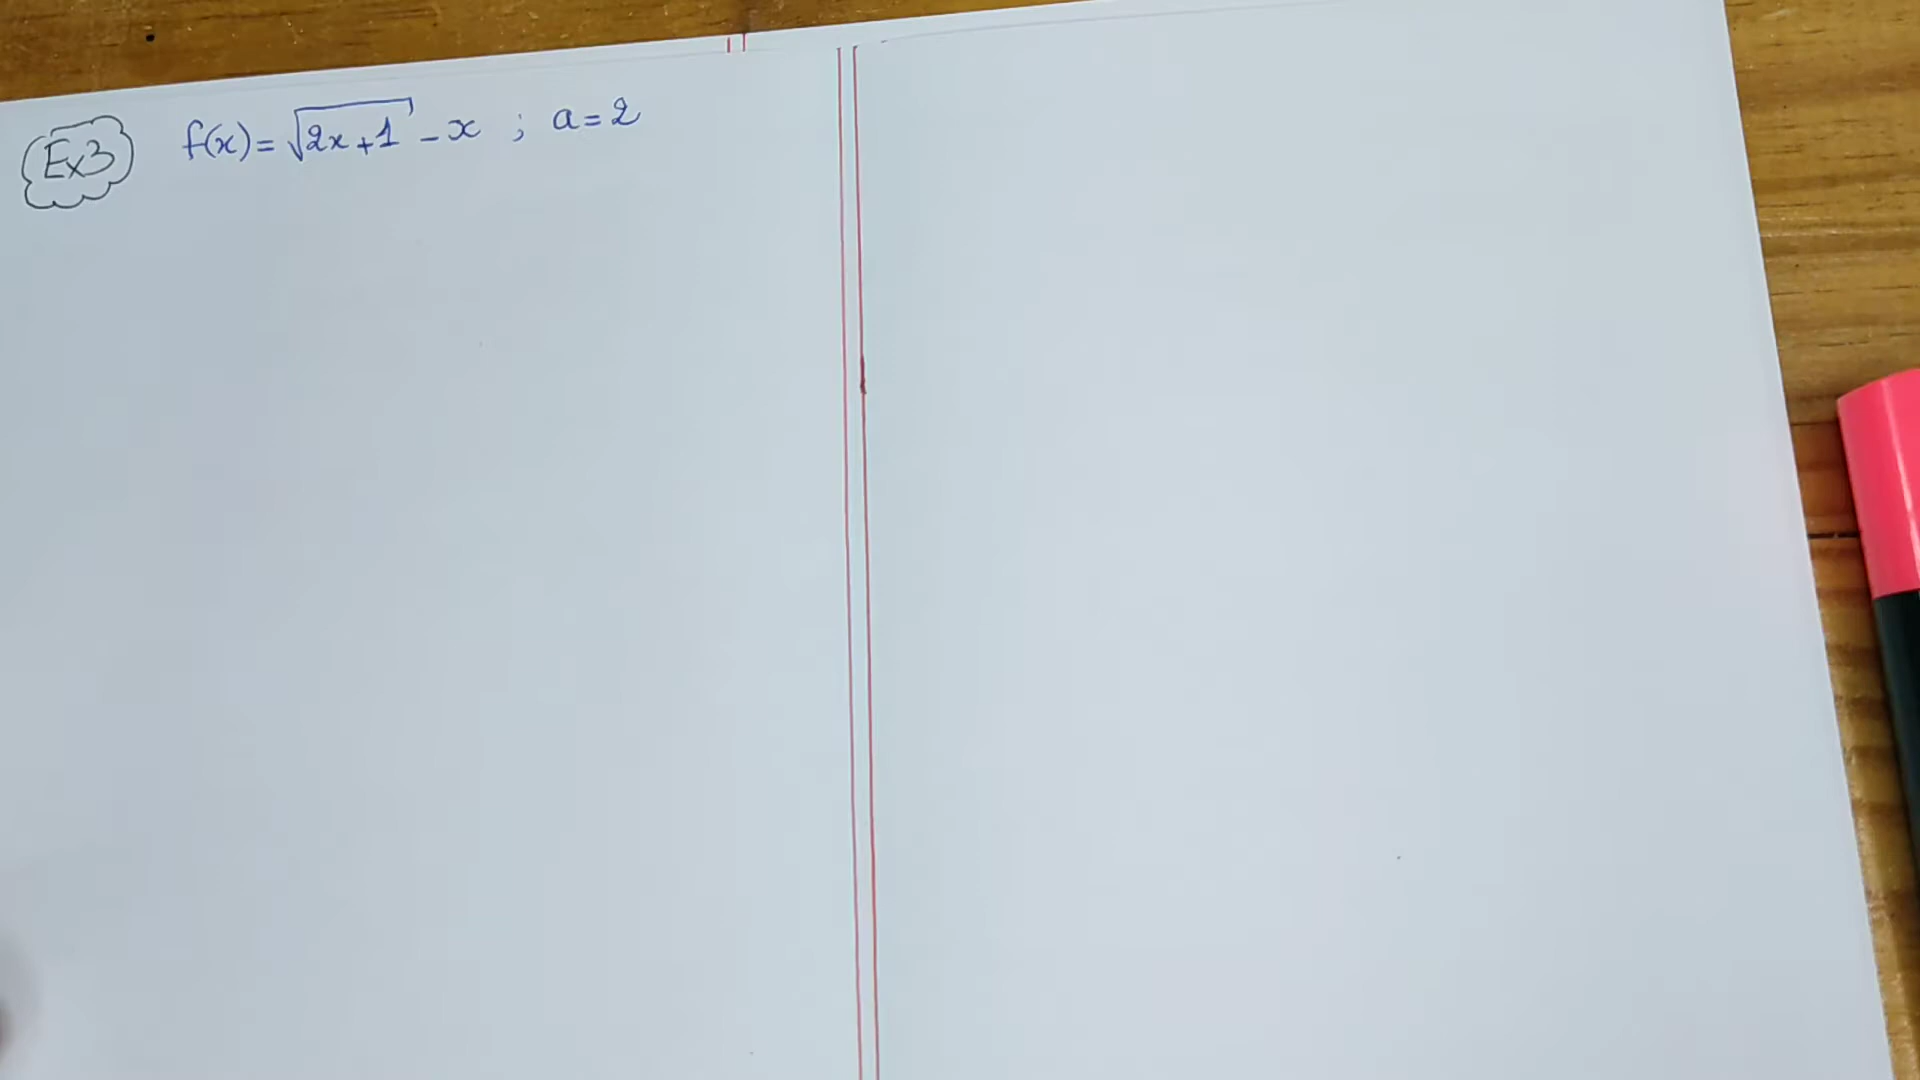 Ex3 f(x) = √(2x+1) - x ; a = 2